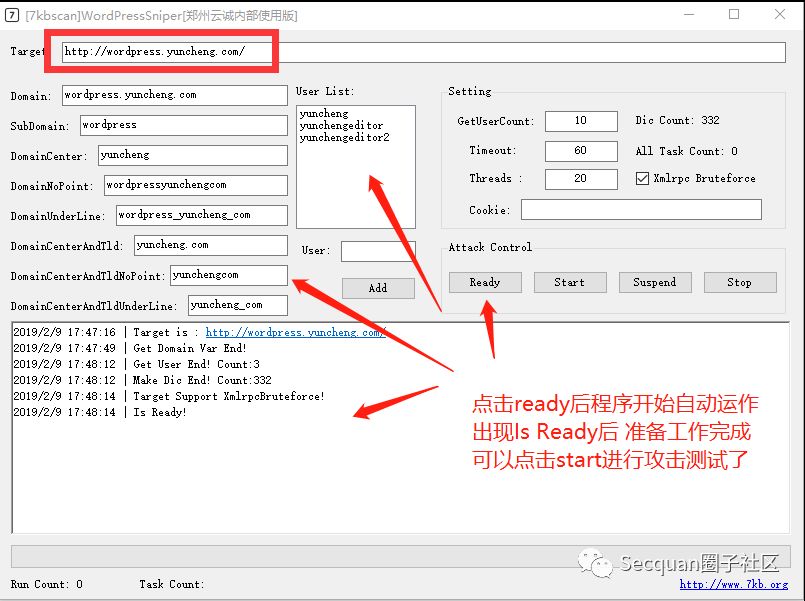 [7kbscan]WordPressSniper[郑州云诚内部使用版]
Target http://wordpress.yuncheng.com/
Domain: wordpress.yuncheng.com
SubDomain: wordpress
DomainCenter: yuncheng
DomainNoPoint: wordpressyunchengcom
DomainUnderLine: wordpress_yuncheng_com
DomainCenterAndTld: yuncheng.com
DomainCenterAndTldNoPoint: yunchengcom
DomainCenterAndTldUnderLine: yuncheng_com
User List:
yuncheng
yunchengeditor
yunchengeditor2
User:
Add
Setting
GetUserCount: 10 Dic Count: 332
Timeout: 60 All Task Count: 0
Threads : 20 Xmlrpc Bruteforce
Cookie:
Attack Control
Ready Start Suspend Stop
2019/2/9 17:47:16 | Target is : http://wordpress.yuncheng.com/
2019/2/9 17:47:49 | Get Domain Var End!
2019/2/9 17:48:12 | Get User End! Count:3
2019/2/9 17:48:12 | Make Dic End! Count:332
2019/2/9 17:48:14 | Target Support XmlrpcBruteforce!
2019/2/9 17:48:14 | Is Ready!
点击ready后程序开始自动运作
出现Is Ready后 准备工作完成
可以点击start进行攻击测试了
Secquan圈子社区
Run Count: 0 Task Count: http://www.7kb.org